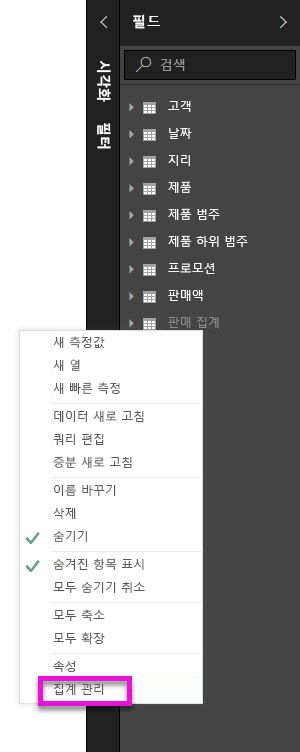 필드
시각화
필터
검색
고객
날짜
지리
제품
제품 범주
제품 하위 범주
프로모션
판매액
판매 집계
새 측정값
새 열
새 빠른 측정
데이터 새로 고침
쿼리 편집
증분 새로 고침
이름 바꾸기
삭제
숨기기
숨겨진 항목 표시
모두 숨기기 취소
모두 축소
모두 확장
속성
집계 관리